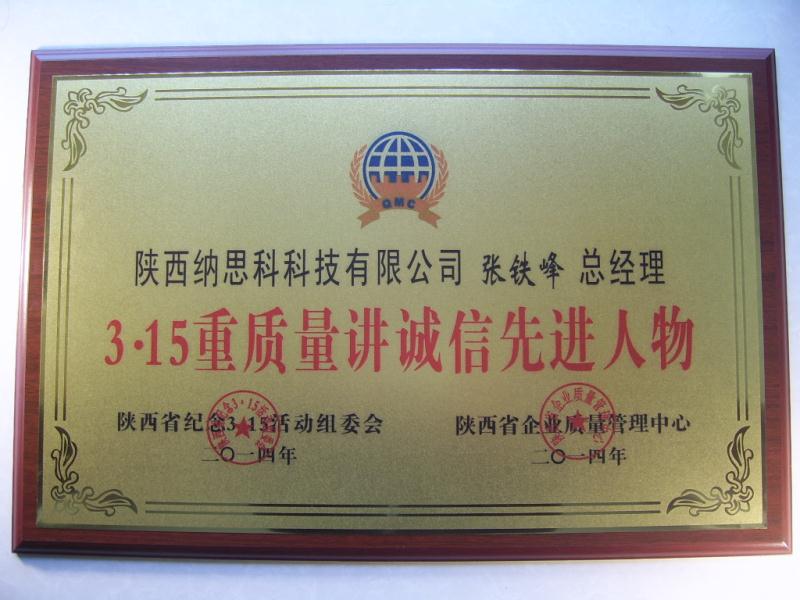 QMC
陕西纳思科科技有限公司 张铁峰 总经理
3·15重质量讲诚信先进人物
陕西省纪念3·15活动组委会
二〇一四年
陕西省企业质量管理中心
二〇一四年